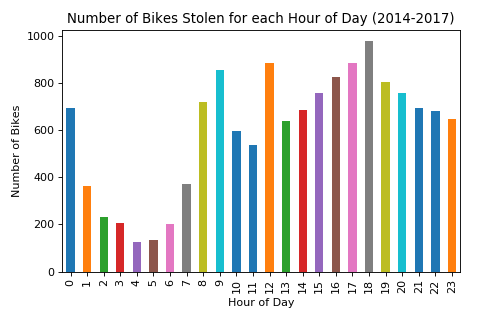 Number of Bikes Stolen for each Hour of Day (2014-2017)
1000
800
600
400
200
0
Number of Bikes
0 1 2 3 4 5 6 7 8 9 10 11 12 13 14 15 16 17 18 19 20 21 22 23
Hour of Day